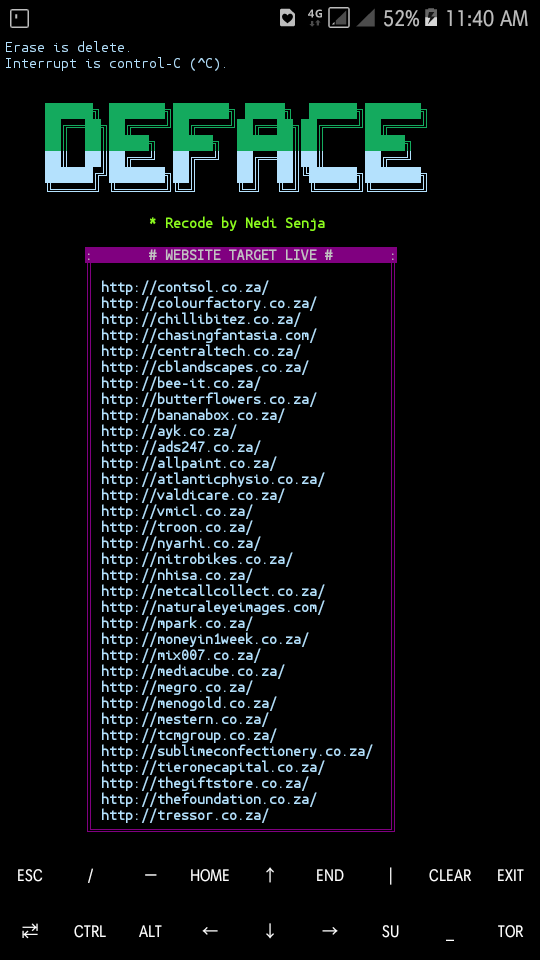 4G 52% 11:40 AM
Erase is delete.
Interrupt is control-C (^C).
DEFACE
* Recode by Nedi Senja
: # WEBSITE TARGET LIVE # :
http://contsol.co.za/
http://colourfactory.co.za/
http://chillibitez.co.za/
http://chasingfantasia.com/
http://centraltech.co.za/
http://cblandscapes.co.za/
http://bee-it.co.za/
http://butterflowers.co.za/
http://bananabox.co.za/
http://ayk.co.za/
http://ads247.co.za/
http://allpaint.co.za/
http://atlanticphysio.co.za/
http://valdicare.co.za/
http://vmicl.co.za/
http://troon.co.za/
http://nyarhi.co.za/
http://nitrobikes.co.za/
http://nhisa.co.za/
http://netcallcollect.co.za/
http://naturaleyeimages.com/
http://mpark.co.za/
http://moneyin1week.co.za/
http://mix007.co.za/
http://mediacube.co.za/
http://megro.co.za/
http://menogold.co.za/
http://mestern.co.za/
http://tcmgroup.co.za/
http://sublimeconfectionery.co.za/
http://tieronecapital.co.za/
http://thegiftstore.co.za/
http://thefoundation.co.za/
http://tressor.co.za/
ESC / — HOME ↑ END | CLEAR EXIT
⇄ CTRL ALT ← ↓ → SU _ TOR